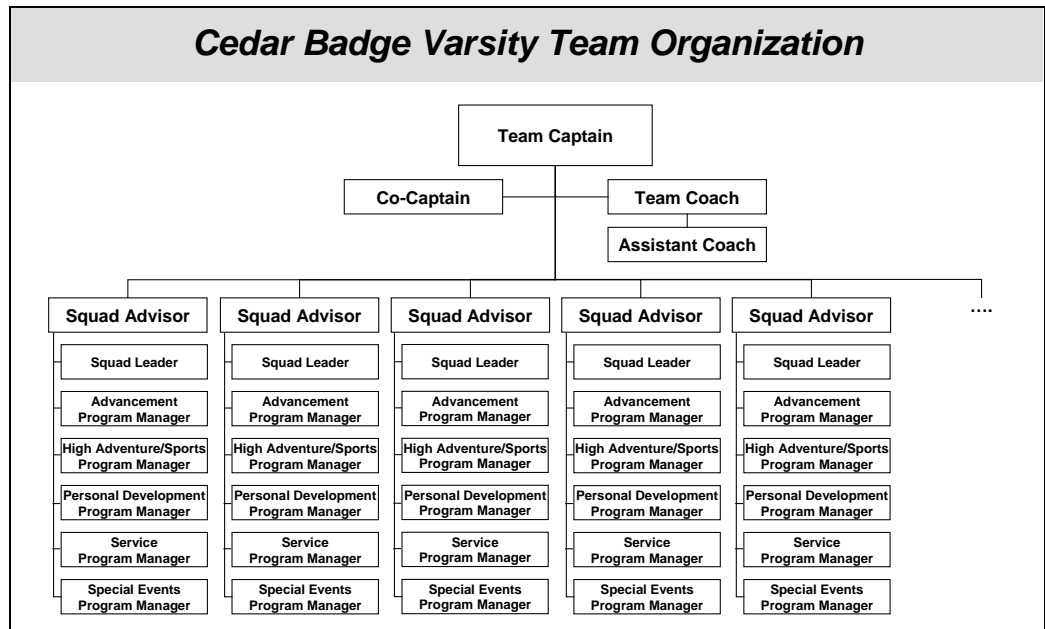 Cedar Badge Varsity Team Organization
Team Captain
Co-Captain
Team Coach
Assistant Coach
Squad Advisor
Squad Leader
Advancement
Program Manager
High Adventure/Sports
Program Manager
Personal Development
Program Manager
Service
Program Manager
Special Events
Program Manager
Squad Advisor
Squad Leader
Advancement
Program Manager
High Adventure/Sports
Program Manager
Personal Development
Program Manager
Service
Program Manager
Special Events
Program Manager
Squad Advisor
Squad Leader
Advancement
Program Manager
High Adventure/Sports
Program Manager
Personal Development
Program Manager
Service
Program Manager
Special Events
Program Manager
Squad Advisor
Squad Leader
Advancement
Program Manager
High Adventure/Sports
Program Manager
Personal Development
Program Manager
Service
Program Manager
Special Events
Program Manager
Squad Advisor
Squad Leader
Advancement
Program Manager
High Adventure/Sports
Program Manager
Personal Development
Program Manager
Service
Program Manager
Special Events
Program Manager
....